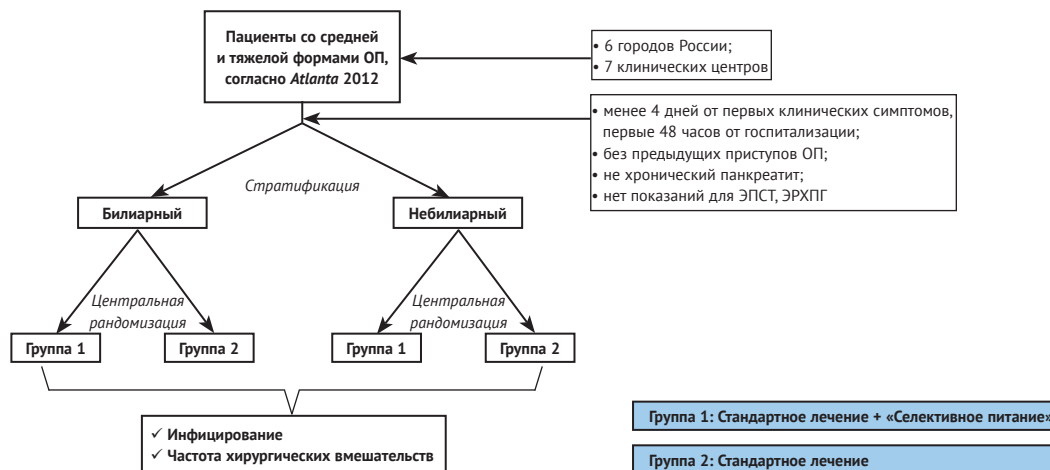 Пациенты со средней
и тяжелой формами ОП,
согласно Atlanta 2012
• 6 городов России;
• 7 клинических центров
• менее 4 дней от первых клинических симптомов,
первые 48 часов от госпитализации;
• без предыдущих приступов ОП;
• не хронический панкреатит;
• нет показаний для ЭПСТ, ЭРХПГ
Стратификация
Билиарный
Небилиарный
Центральная
рандомизация
Центральная
рандомизация
Группа 1
Группа 2
Группа 1
Группа 2
✓ Инфицирование
✓ Частота хирургических вмешательств
Группа 1: Стандартное лечение + «Селективное питание»
Группа 2: Стандартное лечение